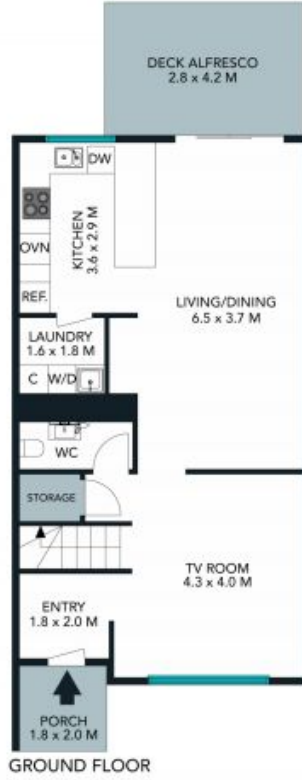 DECK ALFRESCO
2.8 x 4.2 M
DW
KITCHEN
3.6 x 2.9 M
OVN
REF.
LIVING/DINING
6.5 x 3.7 M
LAUNDRY
1.6 x 1.8 M
C W/D
WC
STORAGE
TV ROOM
4.3 x 4.0 M
ENTRY
1.8 x 2.0 M
PORCH
1.8 x 2.0 M
GROUND FLOOR